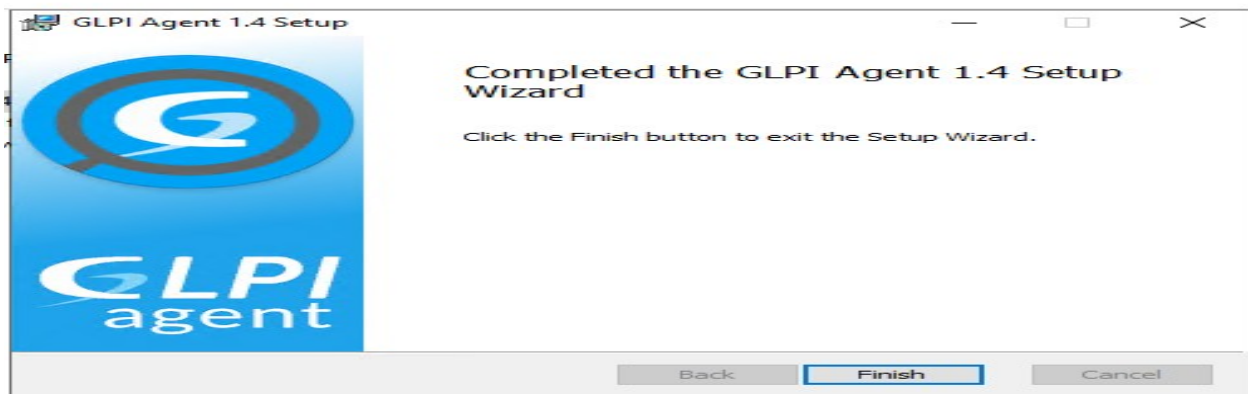 GLPI Agent 1.4 Setup
Completed the GLPI Agent 1.4 Setup
Wizard
Click the Finish button to exit the Setup Wizard.
GLPI
agent
Back Finish Cancel